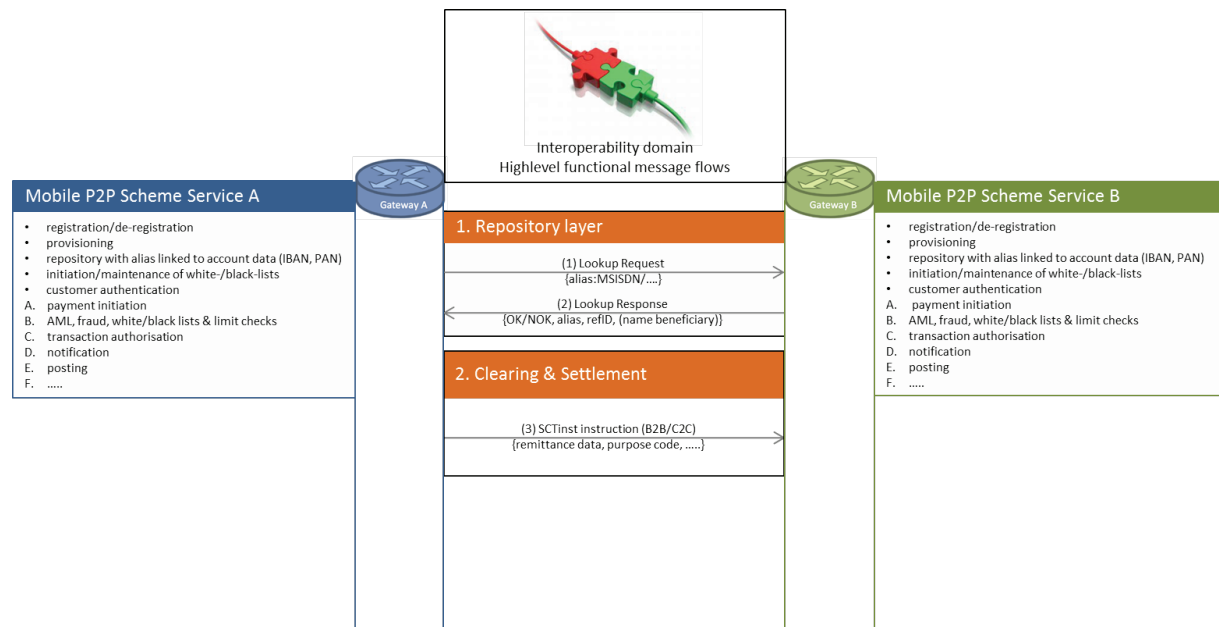 Interoperability domain
Highlevel functional message flows
Gateway A
Gateway B
Mobile P2P Scheme Service A
• registration/de-registration
• provisioning
• repository with alias linked to account data (IBAN, PAN)
• initiation/maintenance of white-/black-lists
• customer authentication
A. payment initiation
B. AML, fraud, white/black lists & limit checks
C. transaction authorisation
D. notification
E. posting
F. .....
1. Repository layer
(1) Lookup Request
{alias:MSISDN/....}
(2) Lookup Response
{OK/NOK, alias, refID, (name beneficiary)}
2. Clearing & Settlement
(3) SCTinst instruction (B2B/C2C)
{remittance data, purpose code, .....}
Mobile P2P Scheme Service B
• registration/de-registration
• provisioning
• repository with alias linked to account data (IBAN, PAN)
• initiation/maintenance of white-/black-lists
• customer authentication
A. payment initiation
B. AML, fraud, white/black lists & limit checks
C. transaction authorisation
D. notification
E. posting
F. .....